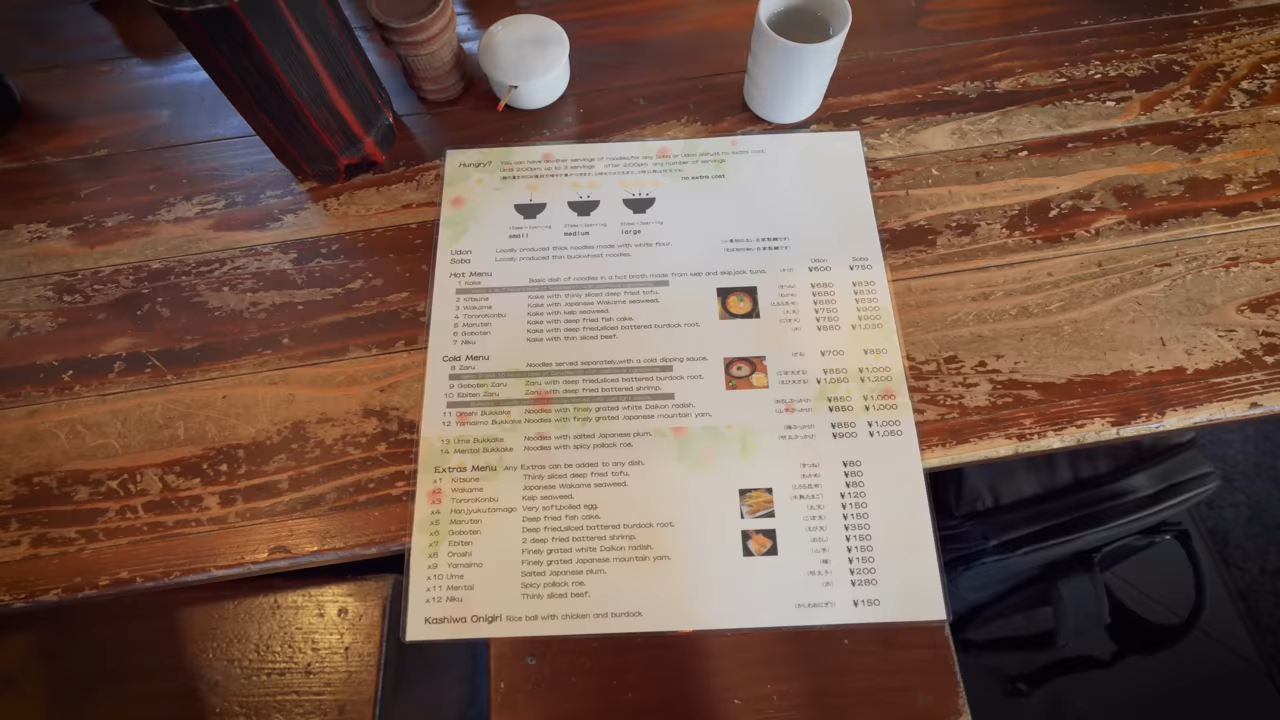 Hungry? You can have another servings of noodles,for any Soba or Udon dish,at no extra cost.
Until 2:00pm, up to 3 servings after 2:00pm any number of servings
no extra cost
small medium large
Udon Locally produced thick noodles made with white flour.
Soba Locally produced thin buckwheat noodles.
Udon Soba
Hot Menu
1 Kake Basic dish of noodles in a hot broth made from kelp and skipjack tuna. ¥600 ¥750
2 Kitsune Kake with thinly sliced deep fried tofu. ¥680 ¥830
3 Wakame Kake with Japanese Wakame seaweed. ¥680 ¥830
4 TororoKonbu Kake with kelp seaweed. ¥680 ¥830
5 Maruten Kake with deep fried fish cake. ¥750 ¥900
6 Goboten Kake with deep fried,sliced battered burdock root. ¥750 ¥900
7 Niku Kake with thin sliced beef. ¥880 ¥1,030
Cold Menu
8 Zaru Noodles served separately,with a cold dipping sauce. ¥700 ¥850
9 Goboten Zaru Zaru with deep fried,sliced battered burdock root. ¥850 ¥1,000
10 Ebiten Zaru Zaru with deep fried battered shrimp. ¥1,050 ¥1,200
11 Oroshi Bukkake Noodles with finely grated white Daikon radish. ¥850 ¥1,000
12 Yamaimo Bukkake Noodles with finely grated Japanese mountain yam. ¥850 ¥1,000
13 Ume Bukkake Noodles with salted Japanese plum. ¥850 ¥1,000
14 Mentai Bukkake Noodles with spicy pollack roe. ¥900 ¥1,050
Extras Menu Any Extras can be added to any dish.
x1 Kitsune Thinly sliced deep fried tofu. ¥80
x2 Wakame Japanese Wakame seaweed. ¥80
x3 TororoKonbu Kelp seaweed. ¥80
x4 Hanjyukutamago Very soft,boiled egg. ¥120
x5 Maruten Deep fried fish cake. ¥150
x6 Goboten Deep fried,sliced battered burdock root. ¥150
x7 Ebiten 2 deep fried battered shrimp. ¥350
x8 Oroshi Finely grated white Daikon radish. ¥150
x9 Yamaimo Finely grated Japanese mountain yam. ¥150
x10 Ume Salted Japanese plum. ¥150
x11 Mentai Spicy pollack roe. ¥200
x12 Niku Thinly sliced beef. ¥280
Kashiwa Onigiri Rice ball with chicken and burdock ¥150